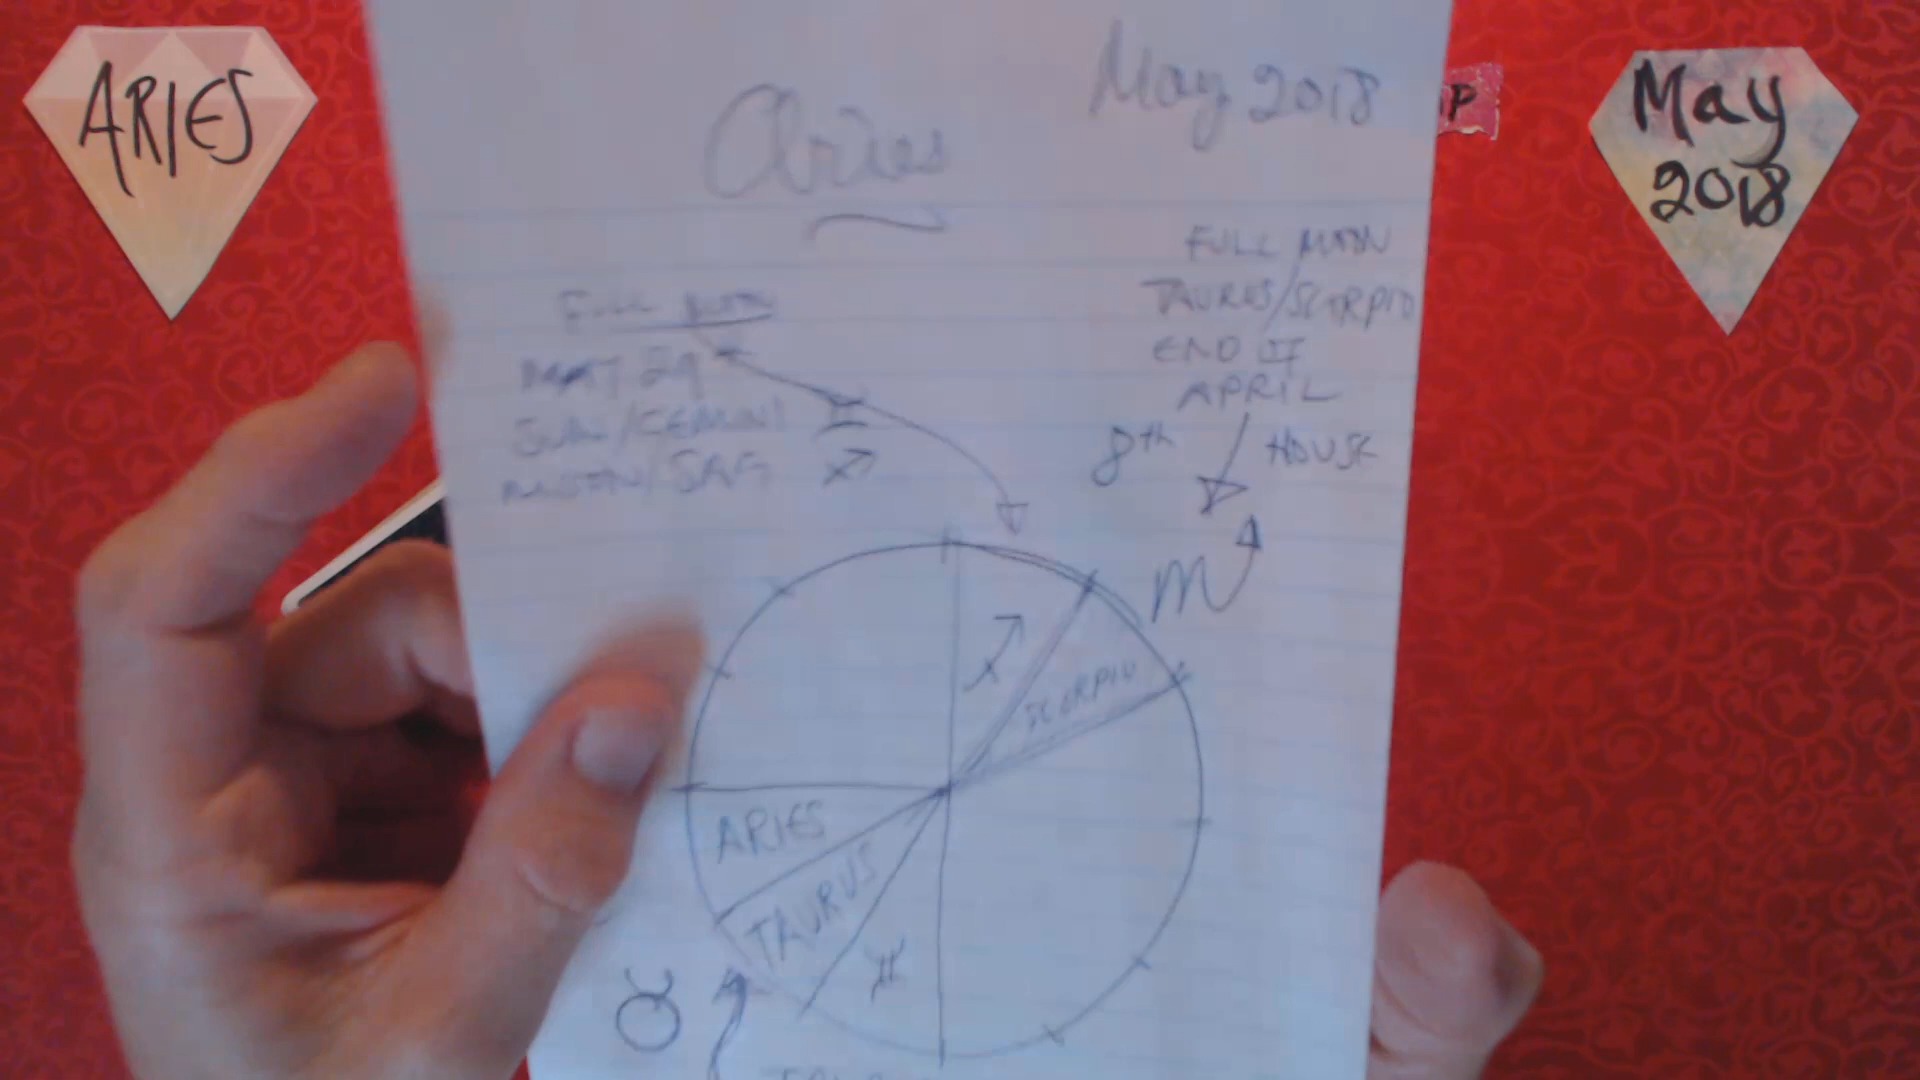 ARIES
May
2018
Aries
May 2018
FULL MOON
TAURUS/SCORPIO
END OF
APRIL
8th HOUSE
FULL MOON
MAY 29
SUN/GEMINI ♊
MOON/SAG ♐
♏
♐
SCORPIO
ARIES
TAURUS
♊
♉